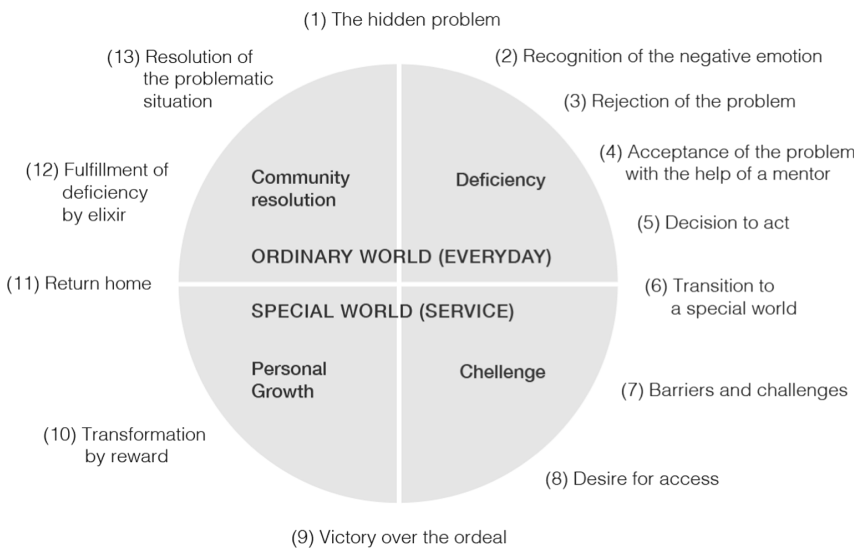 (1) The hidden problem
(2) Recognition of the negative emotion
(3) Rejection of the problem
(4) Acceptance of the problem
with the help of a mentor
(5) Decision to act
(6) Transition to
a special world
(7) Barriers and challenges
(8) Desire for access
(9) Victory over the ordeal
(10) Transformation
by reward
(11) Return home
(12) Fulfillment of
deficiency
by elixir
(13) Resolution of
the problematic
situation
Community
resolution
Deficiency
ORDINARY WORLD (EVERYDAY)
SPECIAL WORLD (SERVICE)
Personal
Growth
Chellenge